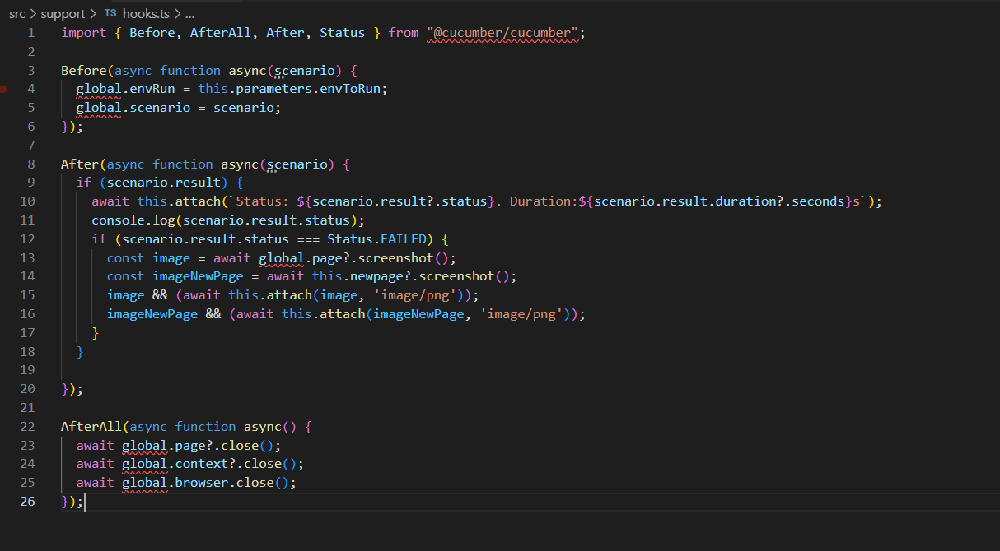 src > support > TS hooks.ts > ...
1 import { Before, AfterAll, After, Status } from "@cucumber/cucumber";
2
3 Before(async function async(scenario) {
4   global.envRun = this.parameters.envToRun;
5   global.scenario = scenario;
6 });
7
8 After(async function async(scenario) {
9   if (scenario.result) {
10     await this.attach(`Status: ${scenario.result?.status}. Duration:${scenario.result.duration?.seconds}s`);
11     console.log(scenario.result.status);
12     if (scenario.result.status === Status.FAILED) {
13       const image = await global.page?.screenshot();
14       const imageNewPage = await this.newpage?.screenshot();
15       image && (await this.attach(image, 'image/png'));
16       imageNewPage && (await this.attach(imageNewPage, 'image/png'));
17     }
18   }
19
20 });
21
22 AfterAll(async function async() {
23   await global.page?.close();
24   await global.context?.close();
25   await global.browser.close();
26 });